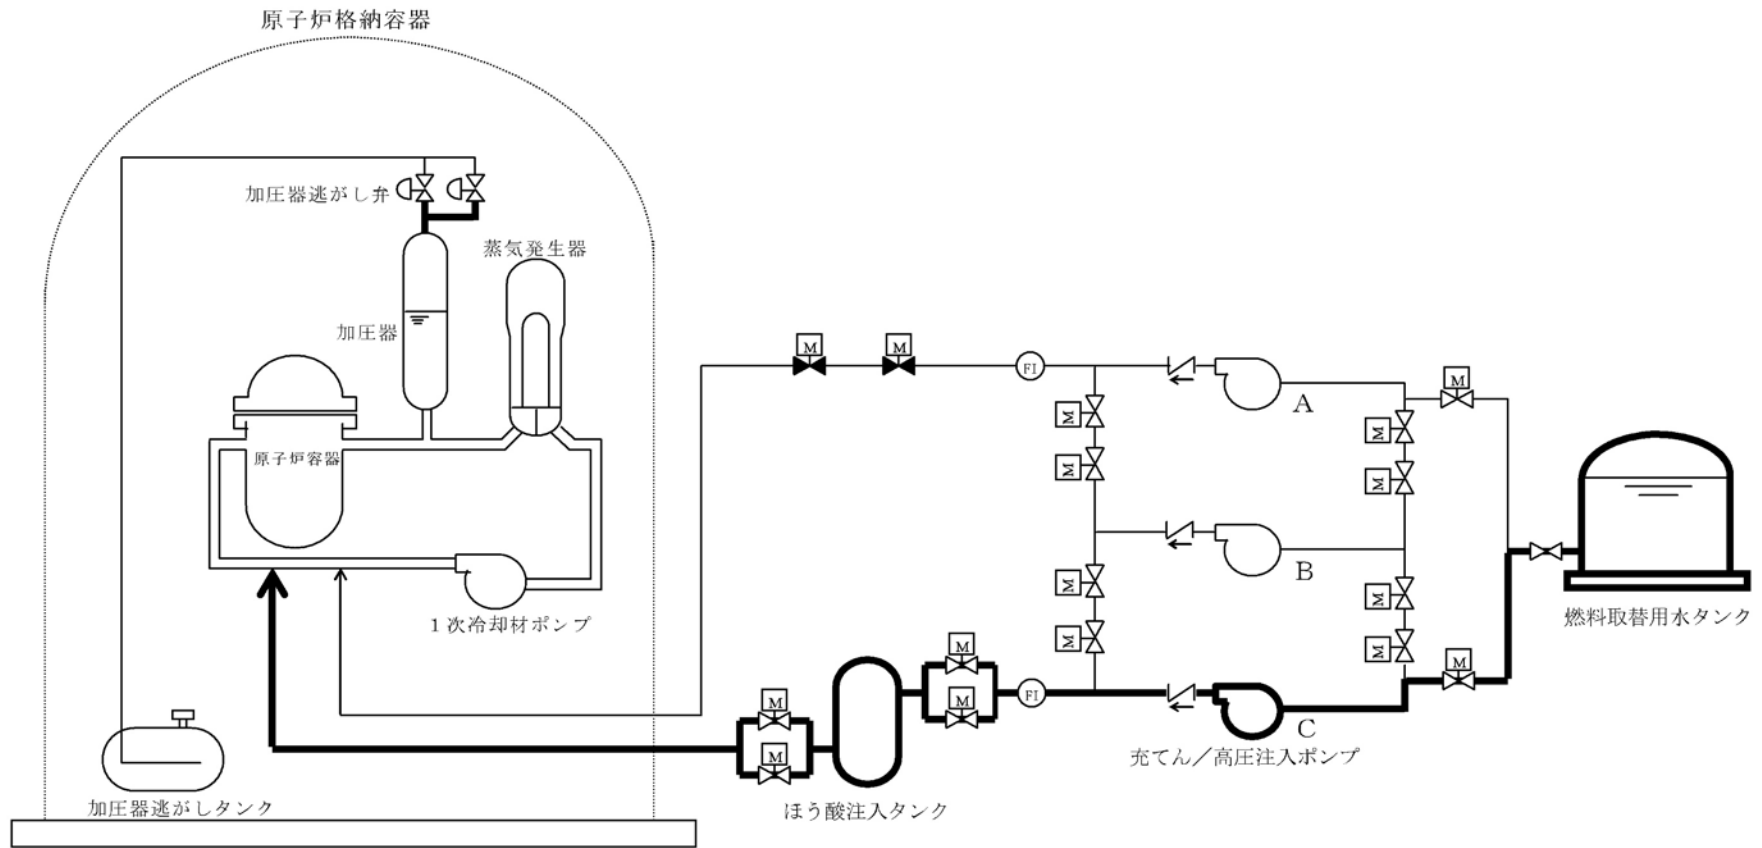 原子炉格納容器
加圧器逃がし弁
蒸気発生器
加圧器
原子炉容器
1次冷却材ポンプ
加圧器逃がしタンク
M
M
FI
M
M
M
M
A
M
M
M
B
M
M
M
M
M
M
FI
M
M
M
C
充てん/高圧注入ポンプ
ほう酸注入タンク
燃料取替用水タンク